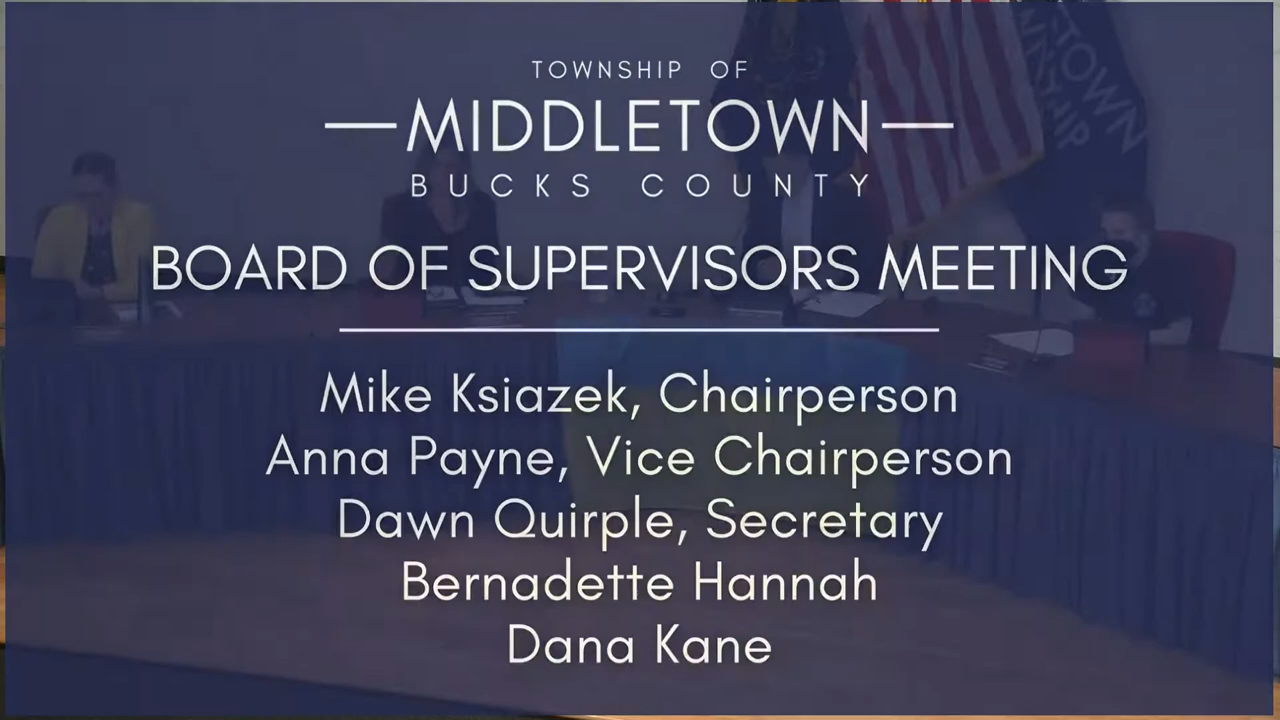 TOWNSHIP OF
MIDDLETOWN
BUCKS COUNTY
BOARD OF SUPERVISORS MEETING
Mike Ksiazek, Chairperson
Anna Payne, Vice Chairperson
Dawn Quirple, Secretary
Bernadette Hannah
Dana Kane